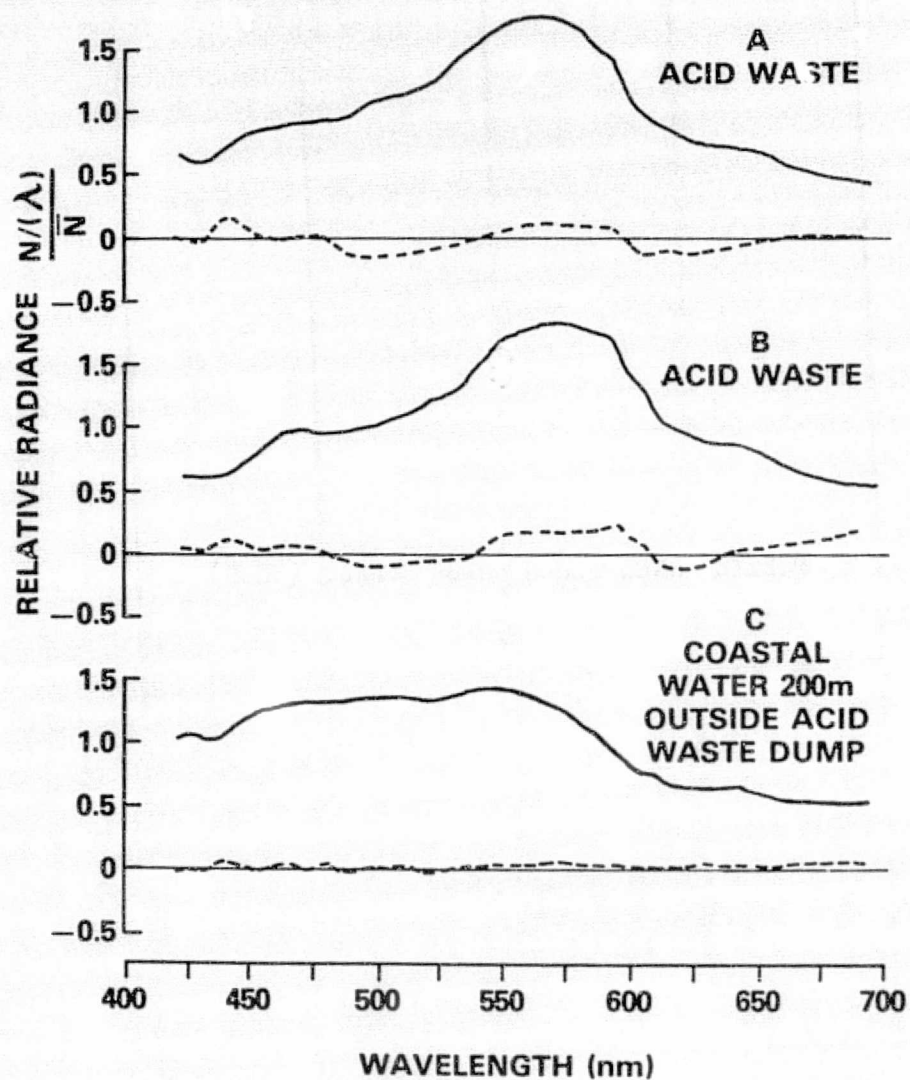 A
ACID WASTE
1.5
1.0
0.5
0
−0.5
B
ACID WASTE
1.5
1.0
0.5
0
−0.5
C
COASTAL
WATER 200m
OUTSIDE ACID
WASTE DUMP
1.5
1.0
0.5
0
−0.5
RELATIVE RADIANCE N/(λ)
N̅
400 450 500 550 600 650 700
WAVELENGTH (nm)